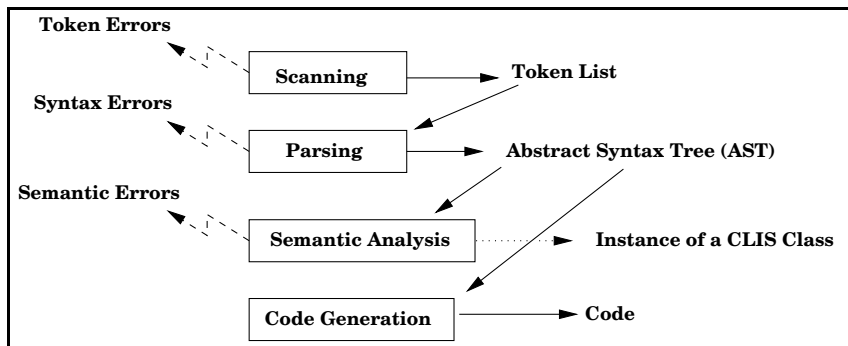 Token Errors
Scanning
Token List
Syntax Errors
Parsing
Abstract Syntax Tree (AST)
Semantic Errors
Semantic Analysis
Instance of a CLIS Class
Code Generation
Code